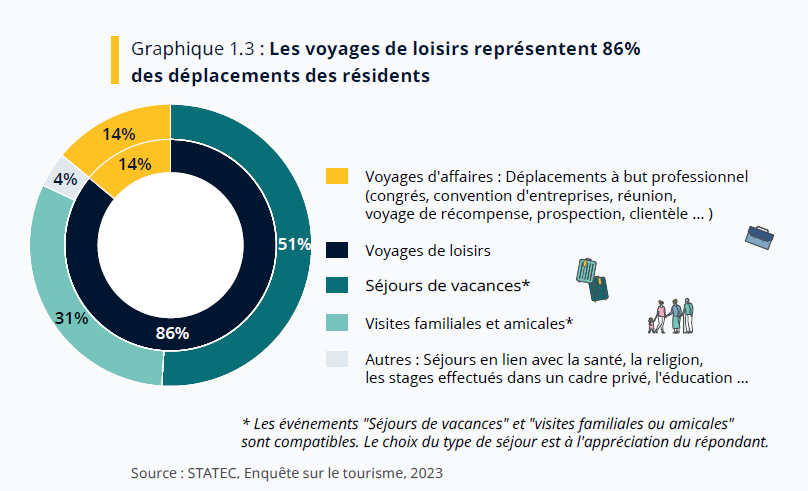 Graphique 1.3 : Les voyages de loisirs représentent 86%
des déplacements des résidents
14%
14%
4%
51%
31%
86%
Voyages d'affaires : Déplacements à but professionnel
(congrés, convention d'entreprises, réunion,
voyage de récompense, prospection, clientèle ... )
Voyages de loisirs
Séjours de vacances*
Visites familiales et amicales*
Autres : Séjours en lien avec la santé, la religion,
les stages effectués dans un cadre privé, l'éducation ...
* Les événements "Séjours de vacances" et "visites familiales ou amicales"
sont compatibles. Le choix du type de séjour est à l'appréciation du répondant.
Source : STATEC, Enquête sur le tourisme, 2023